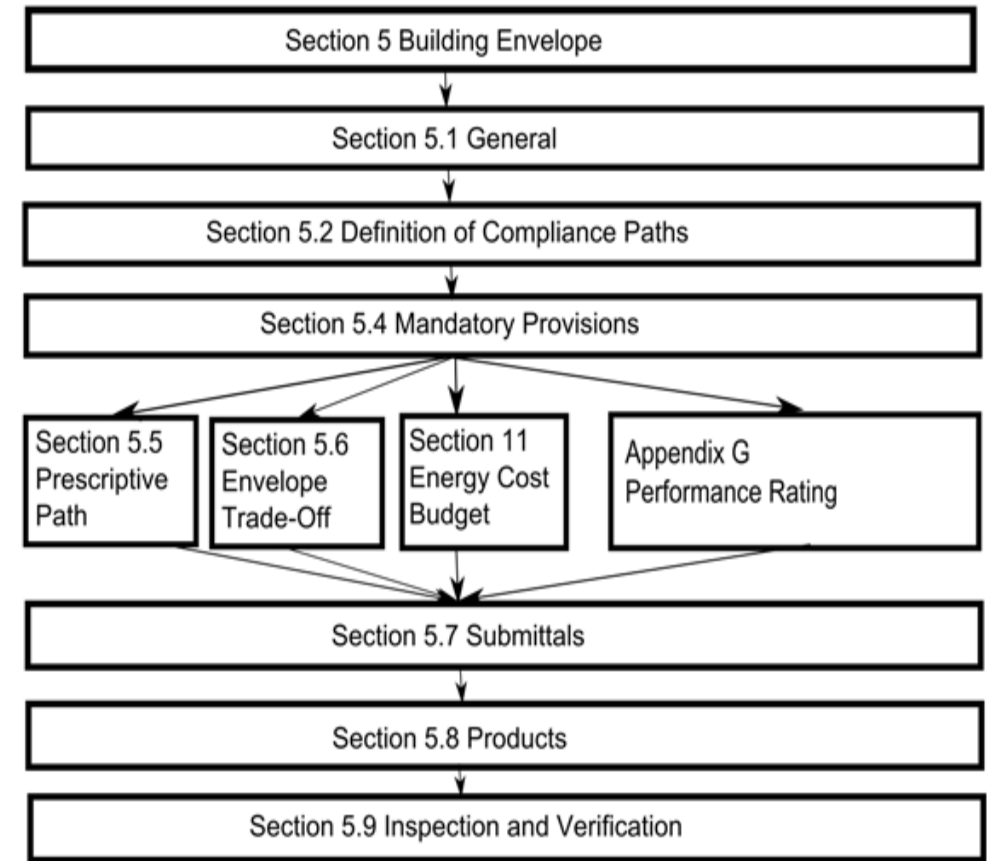 Section 5 Building Envelope
Section 5.1 General
Section 5.2 Definition of Compliance Paths
Section 5.4 Mandatory Provisions
Section 5.5
Prescriptive
Path
Section 5.6
Envelope
Trade-Off
Section 11
Energy Cost
Budget
Appendix G
Performance Rating
Section 5.7 Submittals
Section 5.8 Products
Section 5.9 Inspection and Verification